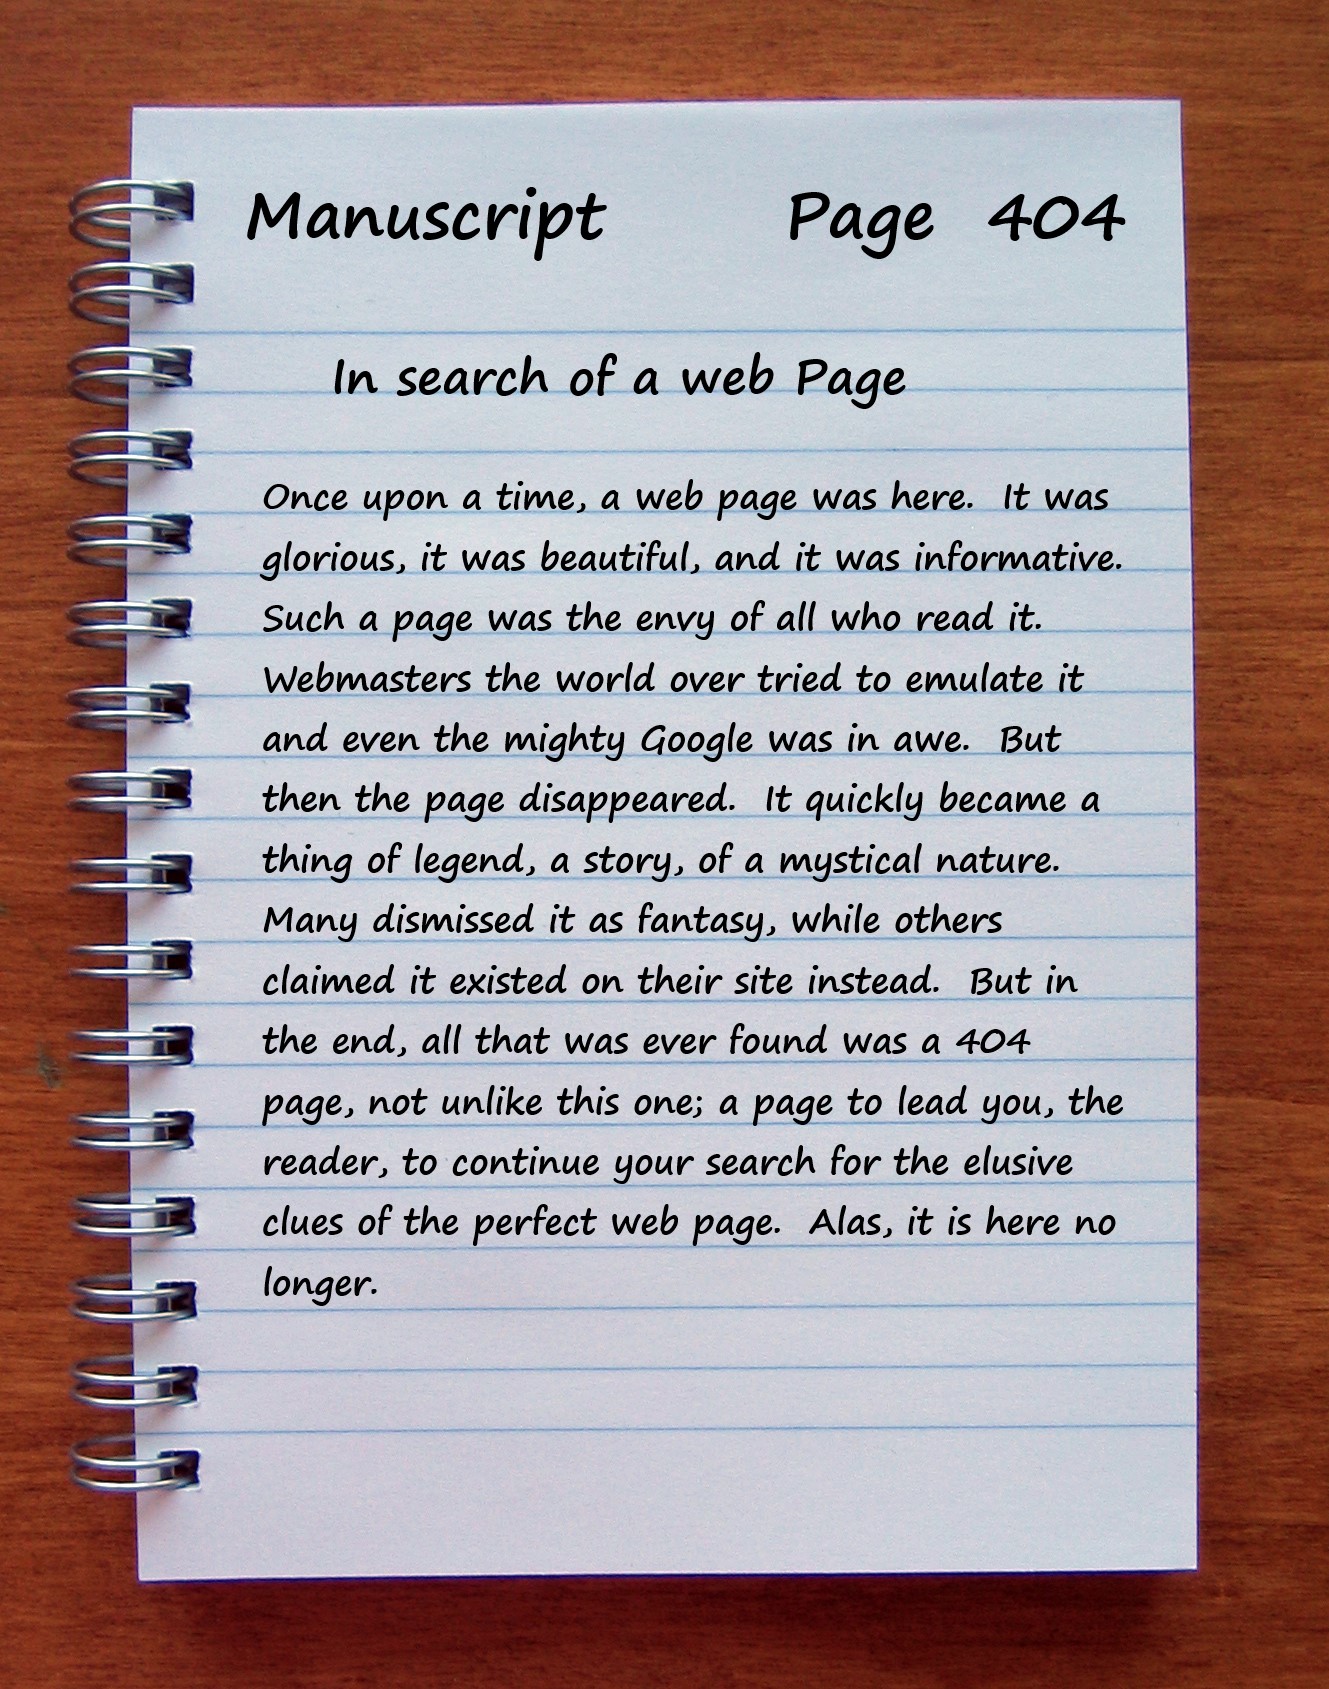 Manuscript Page 404
In search of a web Page
Once upon a time, a web page was here. It was
glorious, it was beautiful, and it was informative.
Such a page was the envy of all who read it.
Webmasters the world over tried to emulate it
and even the mighty Google was in awe. But
then the page disappeared. It quickly became a
thing of legend, a story, of a mystical nature.
Many dismissed it as fantasy, while others
claimed it existed on their site instead. But in
the end, all that was ever found was a 404
page, not unlike this one; a page to lead you, the
reader, to continue your search for the elusive
clues of the perfect web page. Alas, it is here no
longer.